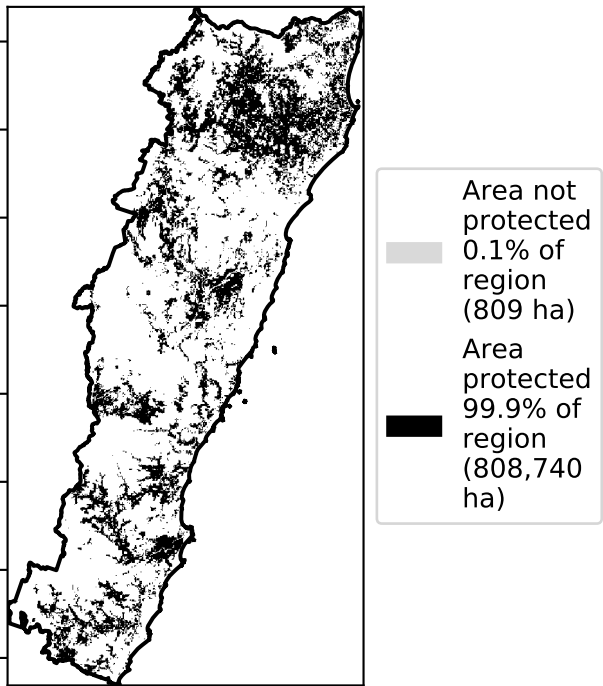 Area not
protected
0.1% of
region
(809 ha)
Area
protected
99.9% of
region
(808,740
ha)